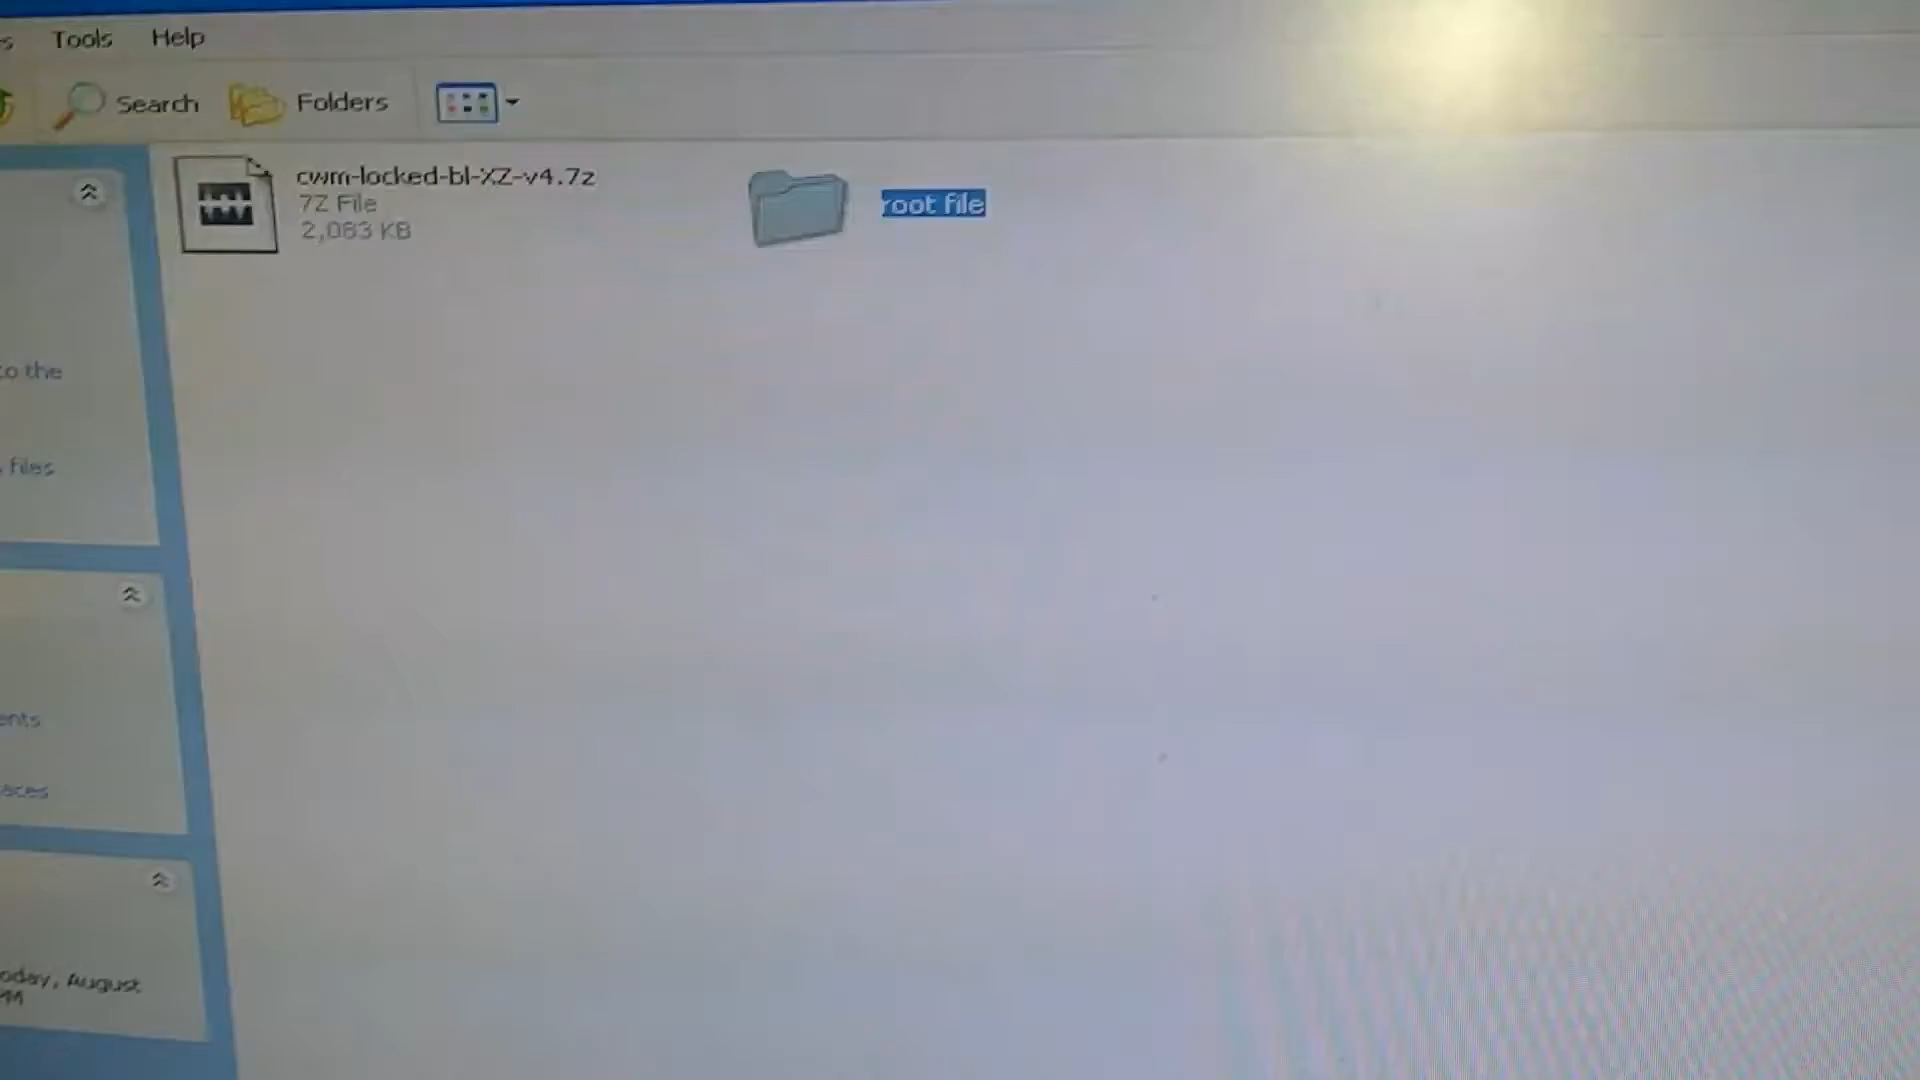 Tools Help
Search Folders
cwm-locked-bl-XZ-v4.7z
7Z File
2,083 KB
root file
to the
files
ents
aces
oday, August
PM